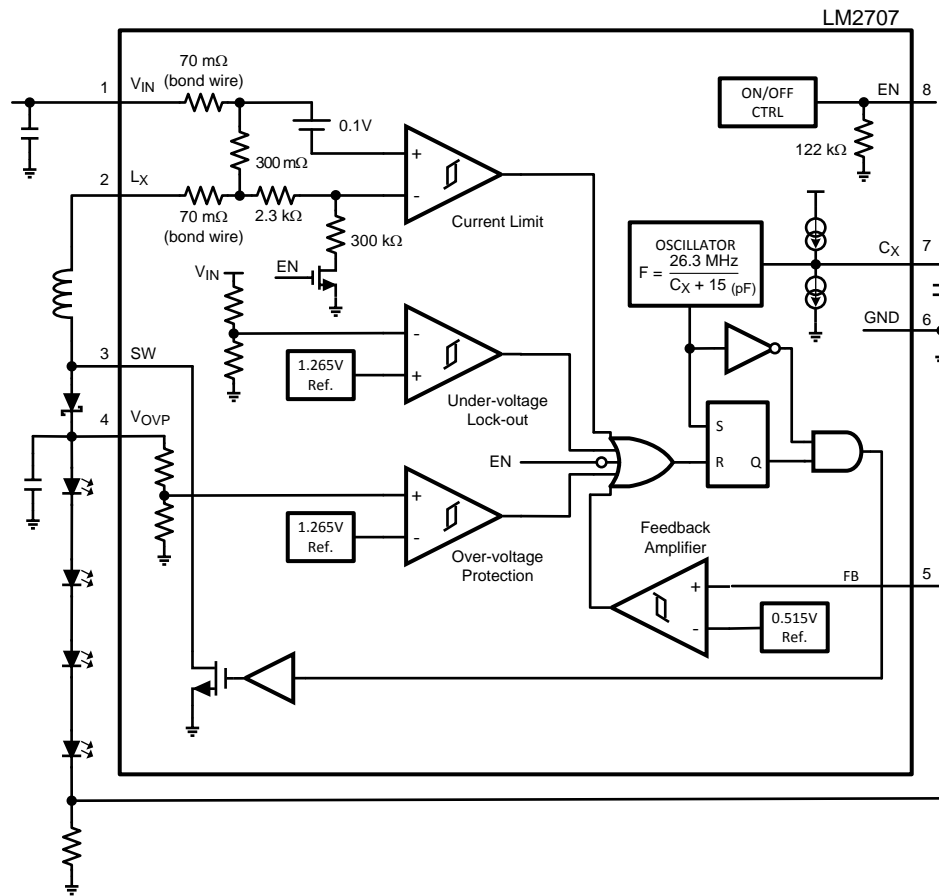 LM2707
1 VIN
70 mΩ
(bond wire)
0.1V
ON/OFF
CTRL
EN 8
122 kΩ
300 mΩ
+
-
Current Limit
2 LX
70 mΩ
(bond wire)
2.3 kΩ
300 kΩ
EN
OSCILLATOR
F = 26.3 MHz
CX + 15 (pF)
CX 7
GND 6
VIN
-
+
1.265V
Ref.
Under-voltage
Lock-out
3 SW
4 VOVP
EN
S
R Q
+
-
1.265V
Ref.
Over-voltage
Protection
Feedback
Amplifier
+
-
FB 5
0.515V
Ref.